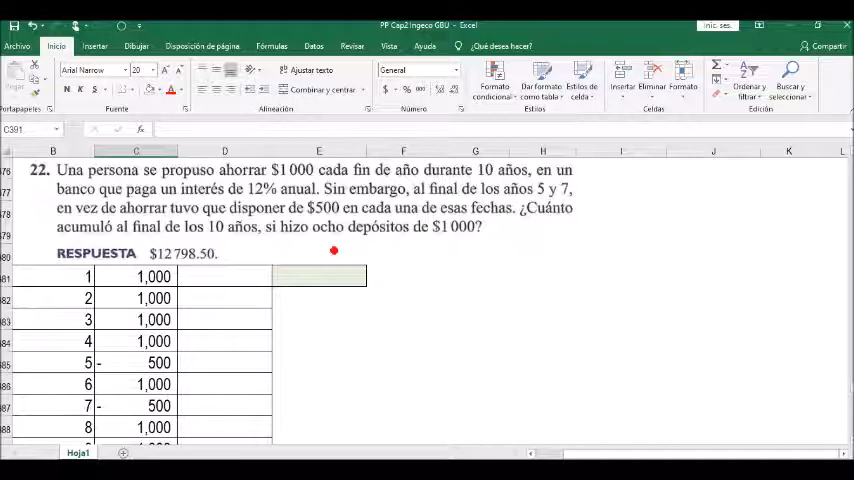 PP Cap2 Ingeco GBU - Excel
Inic. ses.
Archivo Inicio Insertar Dibujar Disposición de página Fórmulas Datos Revisar Vista Ayuda ¿Qué desea hacer? Compartir
Pegar
Arial Narrow 20
N K S
Ajustar texto
Combinar y centrar
General
$ % 000
Formato condicional
Dar formato como tabla
Estilos de celda
Insertar Eliminar Formato
Ordenar y filtrar
Buscar y seleccionar
Portapapeles Fuente Alineación Número Estilos Celdas Edición
C391 fx
B C D E F G H I J K L
22. Una persona se propuso ahorrar $1 000 cada fin de año durante 10 años, en un
banco que paga un interés de 12% anual. Sin embargo, al final de los años 5 y 7,
en vez de ahorrar tuvo que disponer de $500 en cada una de esas fechas. ¿Cuánto
acumuló al final de los 10 años, si hizo ocho depósitos de $1 000?
RESPUESTA $12 798.50.
1 1,000
2 1,000
3 1,000
4 1,000
5 - 500
6 1,000
7 - 500
8 1,000
Hoja1